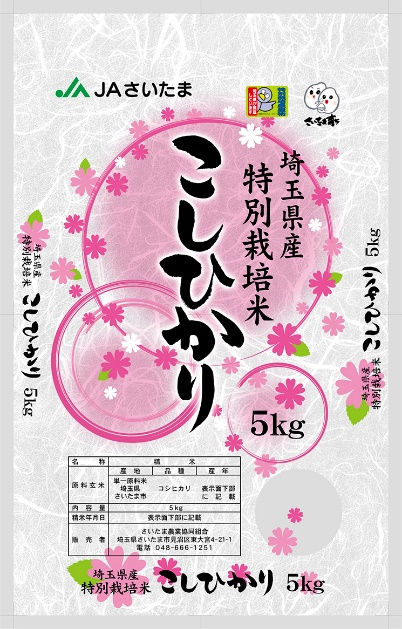 JAさいたま
埼玉県産
特別栽培米
こしひかり
5kg
埼玉県産
特別栽培米
こしひかり
5kg
埼玉県産
特別栽培米
こしひかり
5kg
名称 精米
原料玄米 産地 品種 産年
単一原料米
埼玉県 コシヒカリ 表示面下部
さいたま市 に記載
内容量 5kg
精米年月日 表示面下部に記載
販売者 さいたま農業協同組合
埼玉県さいたま市見沼区東大宮4-21-1
電話 048-666-1251
埼玉県産
特別栽培米 こしひかり 5kg